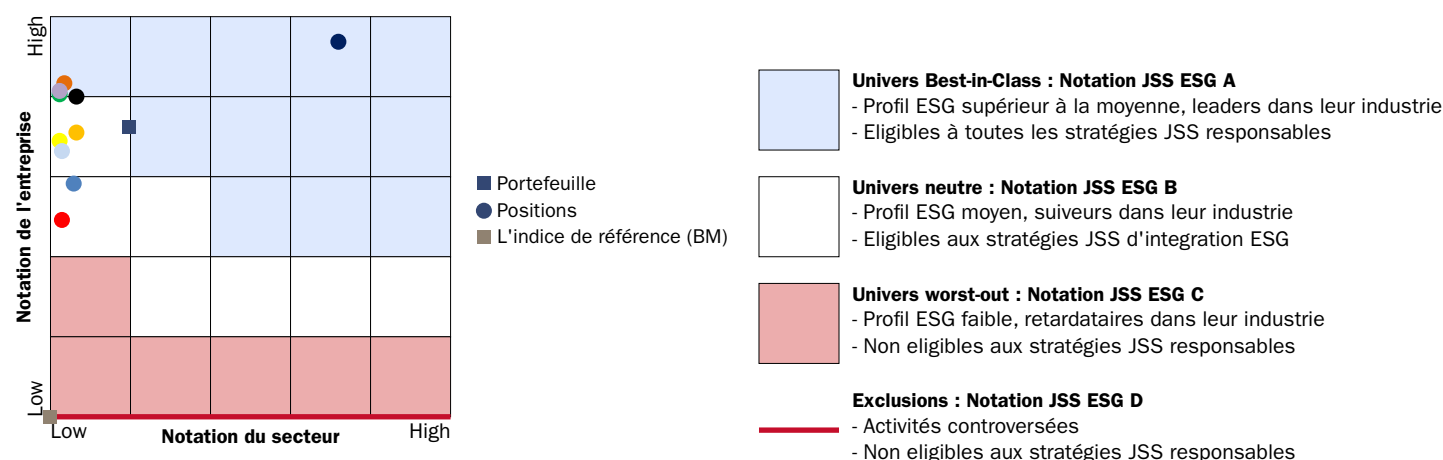 High
Notation de l'entreprise
Low
Low
Notation du secteur
High
Portefeuille
Positions
L'indice de référence (BM)
Univers Best-in-Class : Notation JSS ESG A
- Profil ESG supérieur à la moyenne, leaders dans leur industrie
- Eligibles à toutes les stratégies JSS responsables
Univers neutre : Notation JSS ESG B
- Profil ESG moyen, suiveurs dans leur industrie
- Eligibles aux stratégies JSS d'integration ESG
Univers worst-out : Notation JSS ESG C
- Profil ESG faible, retardataires dans leur industrie
- Non eligibles aux stratégies JSS responsables
Exclusions : Notation JSS ESG D
- Activités controversées
- Non eligibles aux stratégies JSS responsables